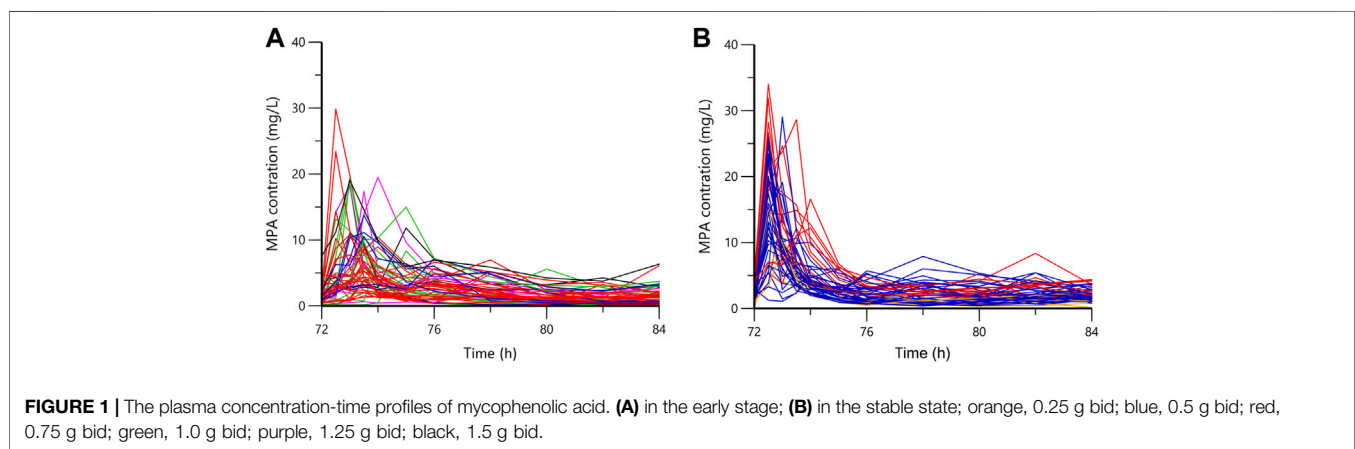 A
B
40
30
20
10
0
MPA contration (mg/L)
72
76
80
84
Time (h)
40
30
20
10
0
MPA contration (mg/L)
72
76
80
84
Time (h)
FIGURE 1 | The plasma concentration-time profiles of mycophenolic acid. (A) in the early stage; (B) in the stable state; orange, 0.25 g bid; blue, 0.5 g bid; red,
0.75 g bid; green, 1.0 g bid; purple, 1.25 g bid; black, 1.5 g bid.